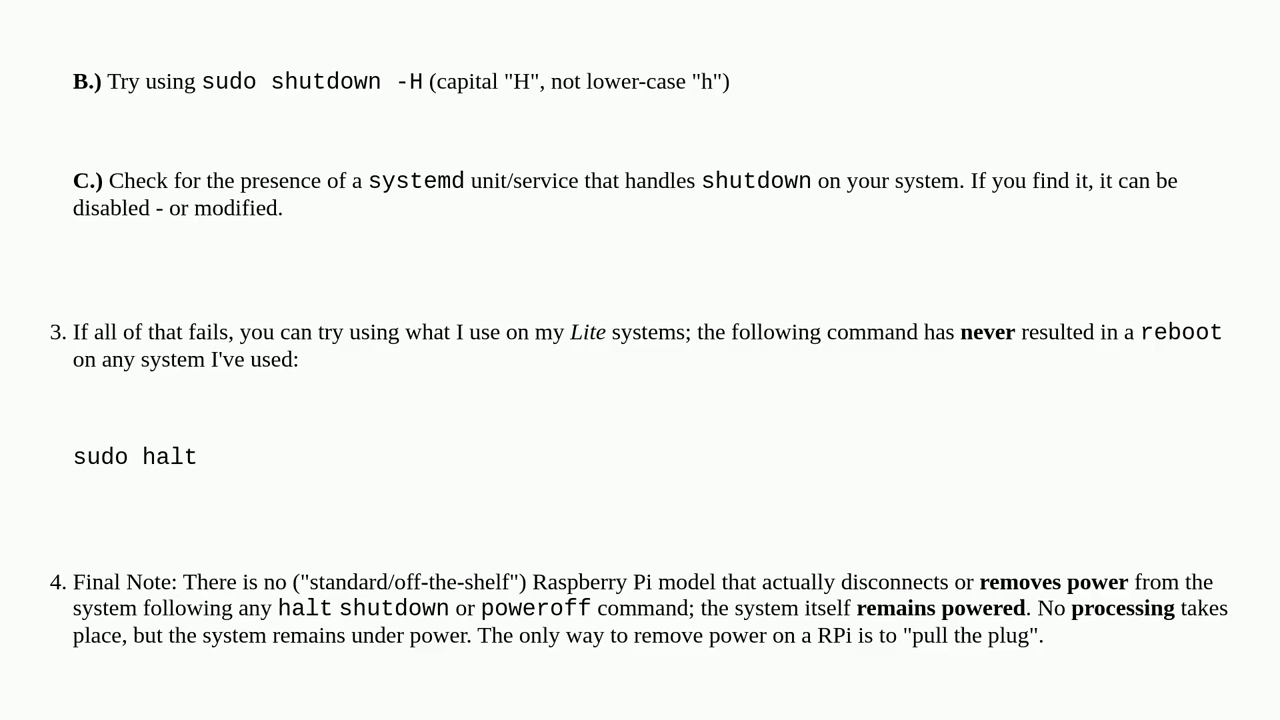 B.) Try using sudo shutdown -H (capital "H", not lower-case "h")
C.) Check for the presence of a systemd unit/service that handles shutdown on your system. If you find it, it can be
disabled - or modified.
3. If all of that fails, you can try using what I use on my Lite systems; the following command has never resulted in a reboot
on any system I've used:
sudo halt
4. Final Note: There is no ("standard/off-the-shelf") Raspberry Pi model that actually disconnects or removes power from the
system following any halt shutdown or poweroff command; the system itself remains powered. No processing takes
place, but the system remains under power. The only way to remove power on a RPi is to "pull the plug".